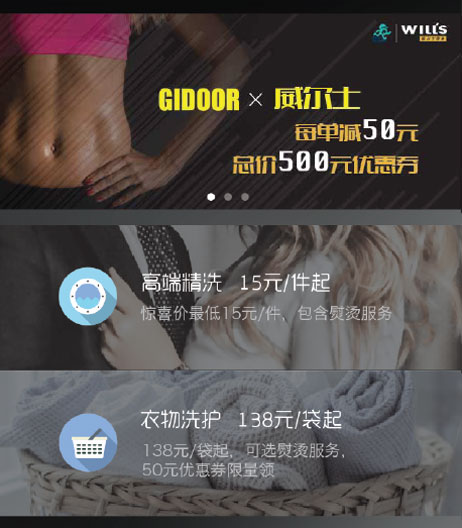 WILL'S
GIDOOR × 威尔士
每单减50元
总价500元优惠券
高端精洗 15元/件起
惊喜价最低15元/件，包含熨烫服务
衣物洗护 138元/袋起
138元/袋起，可选熨烫服务，
50元优惠券限量领